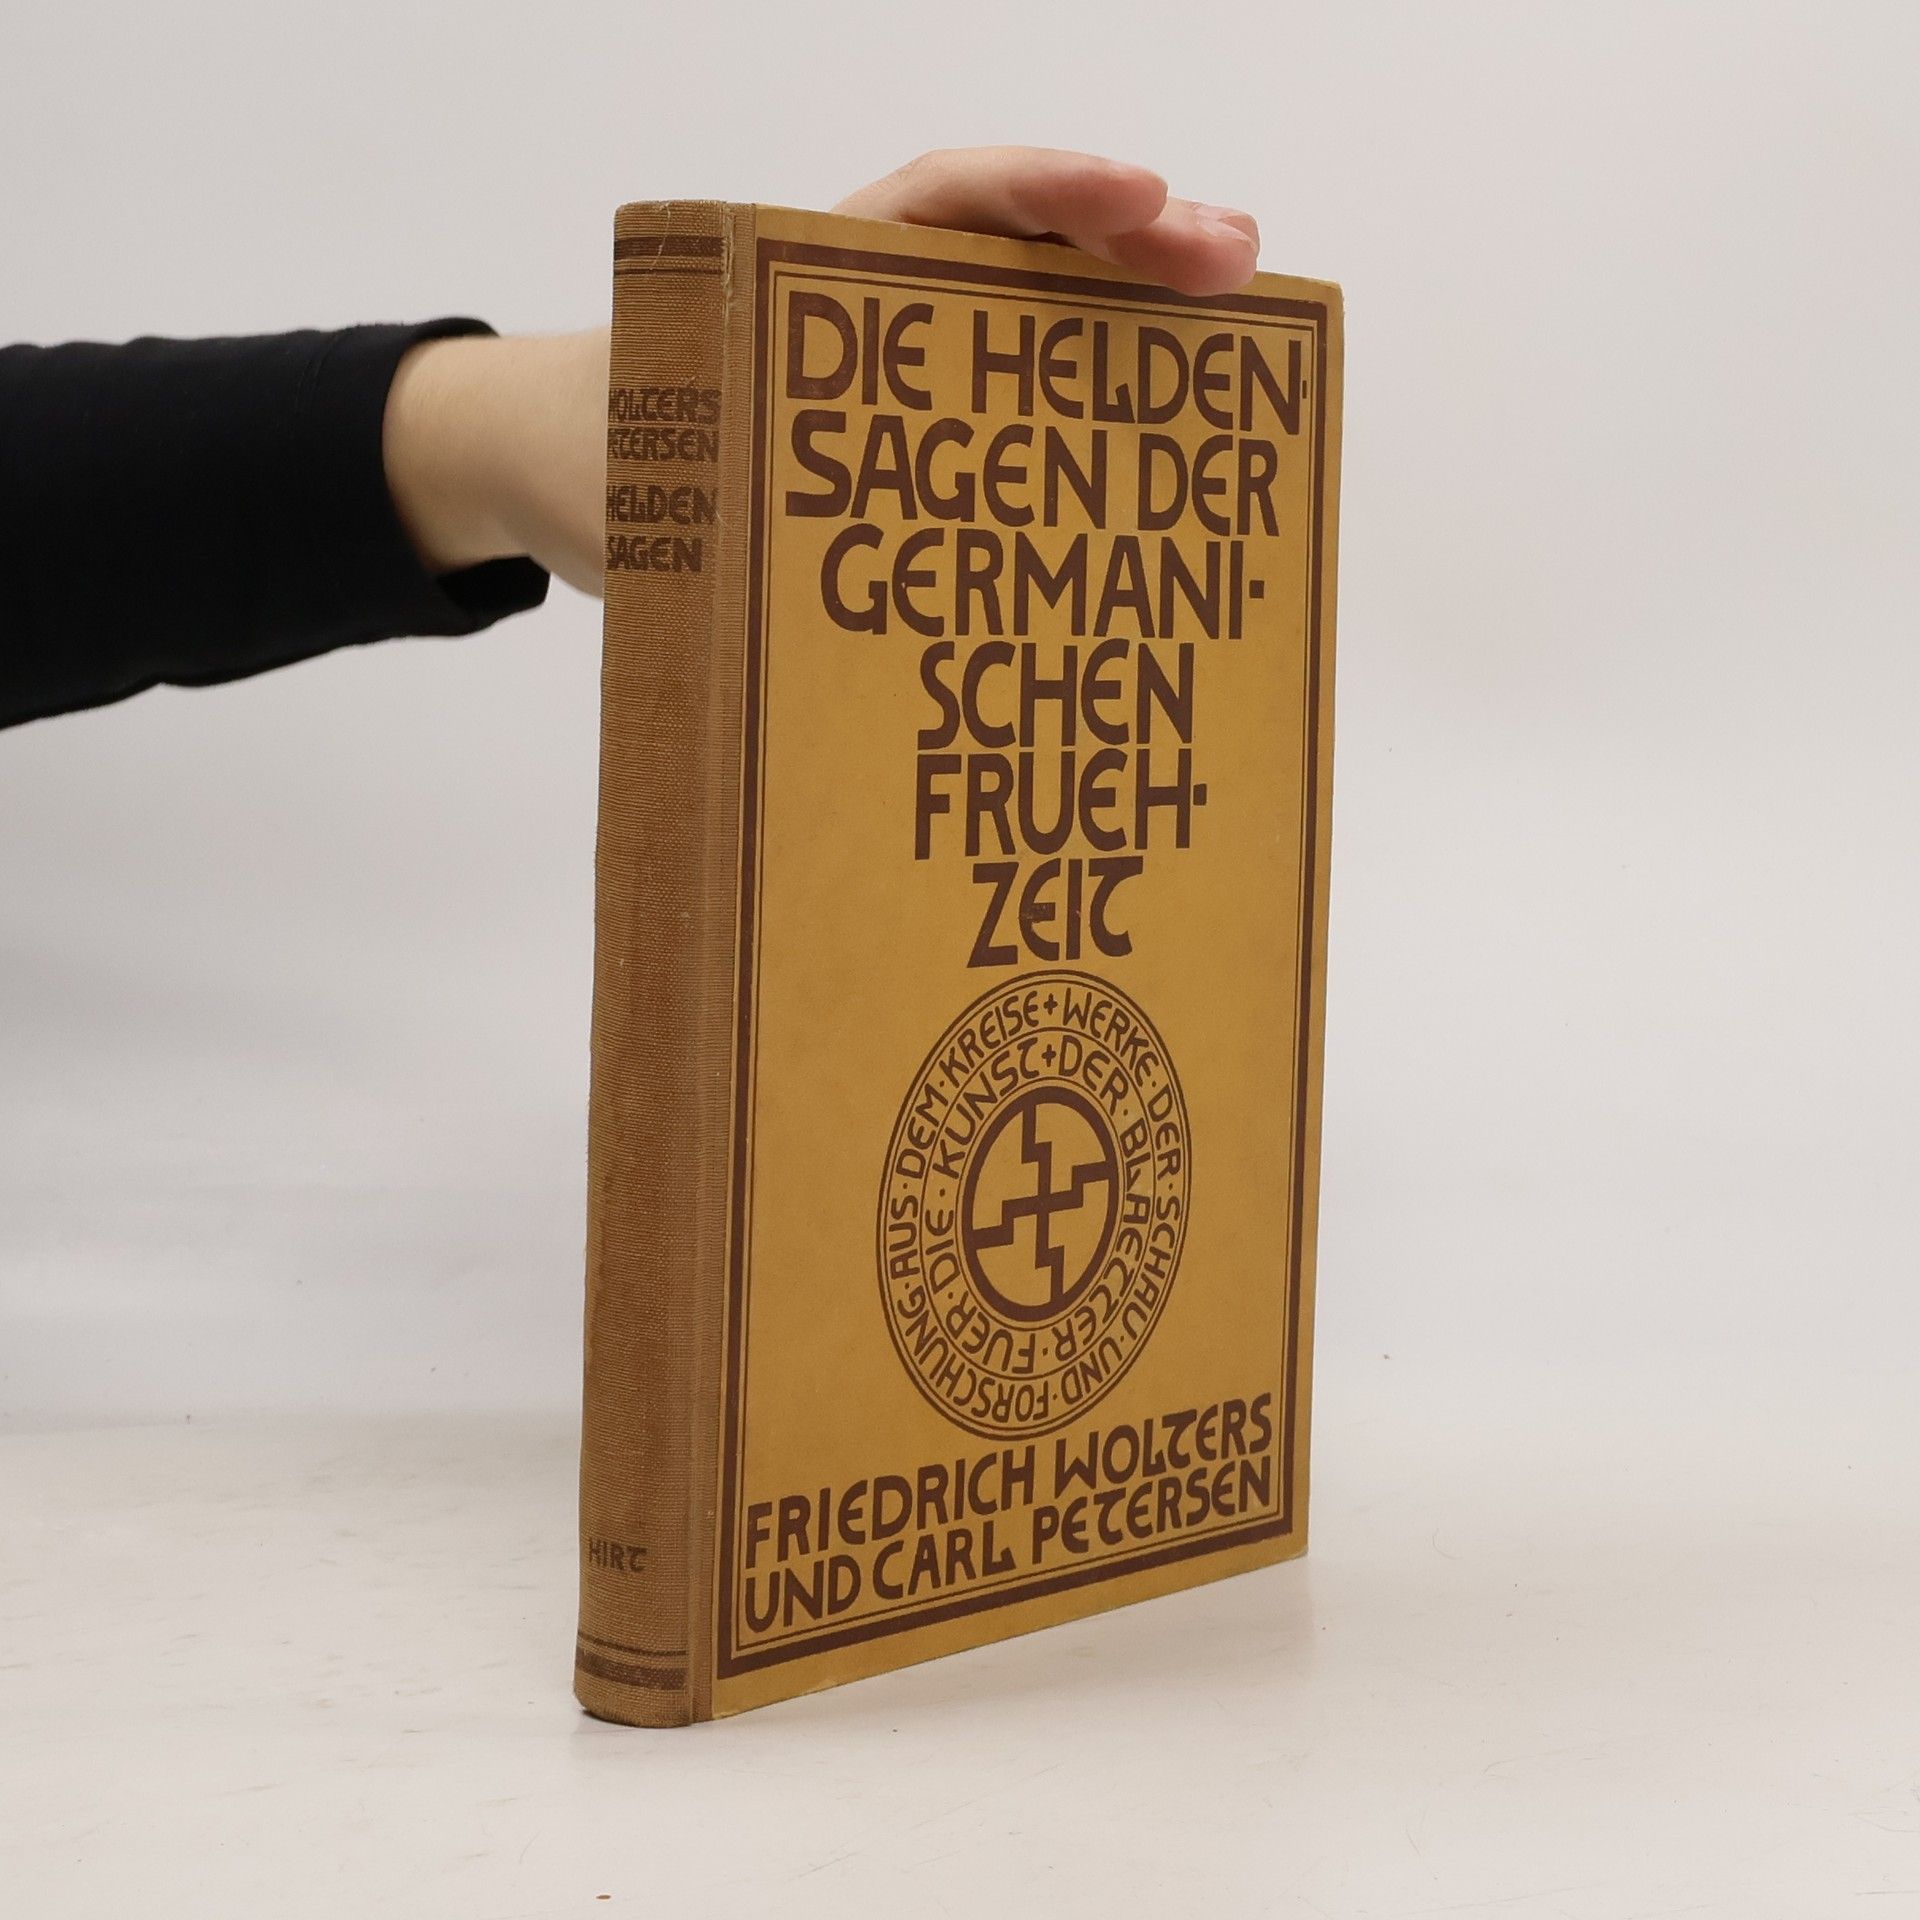 WOLTERS
PETERSEN
HELDEN
SAGEN
HIRT
DIE HELDEN-
SAGEN DER
GERMANI-
SCHEN
FRUEH-
ZEIT
WERKE·DER·SCHAU·UND·FORSCHUNG·AUS·DEM·KREISE+
DER·BLAETTER·FUER·DIE·KUNST+
FRIEDRICH WOLTERS
UND CARL PETERSEN